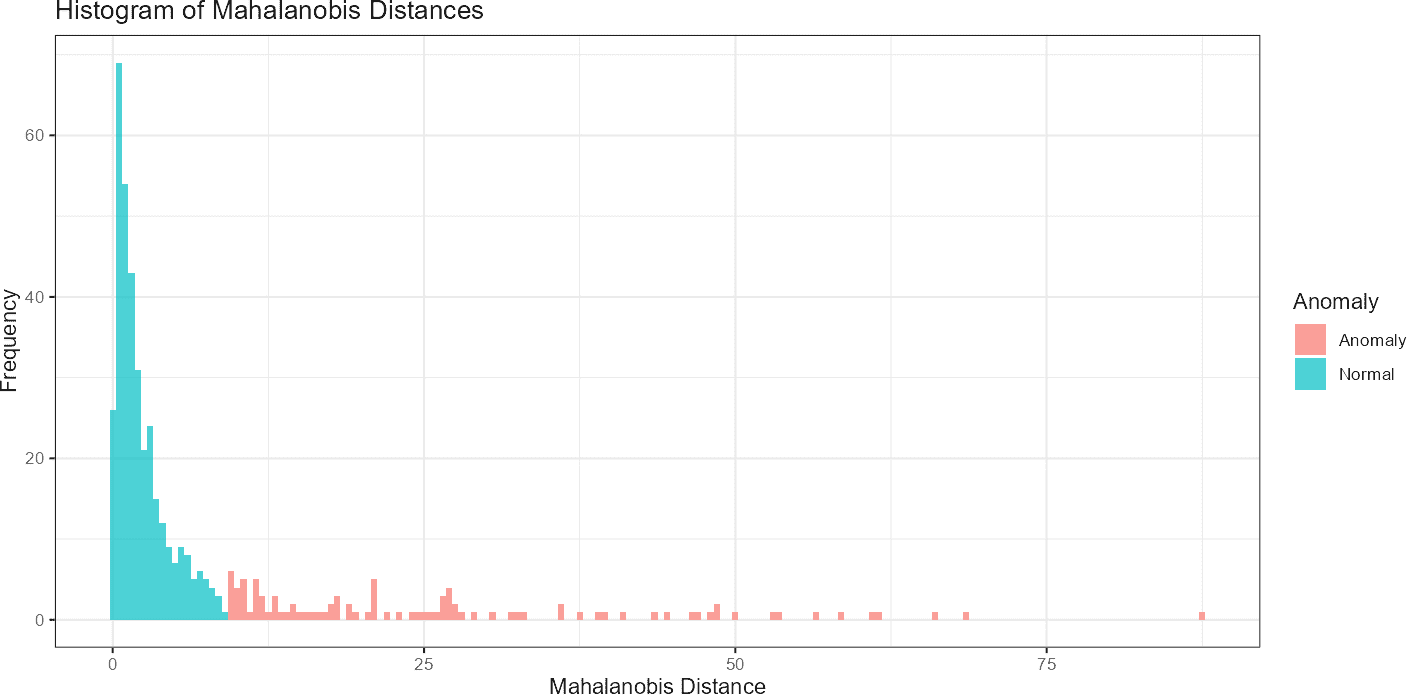 Histogram of Mahalanobis Distances
Frequency
60
40
20
0
0 25 50 75
Mahalanobis Distance
Anomaly
Anomaly
Normal